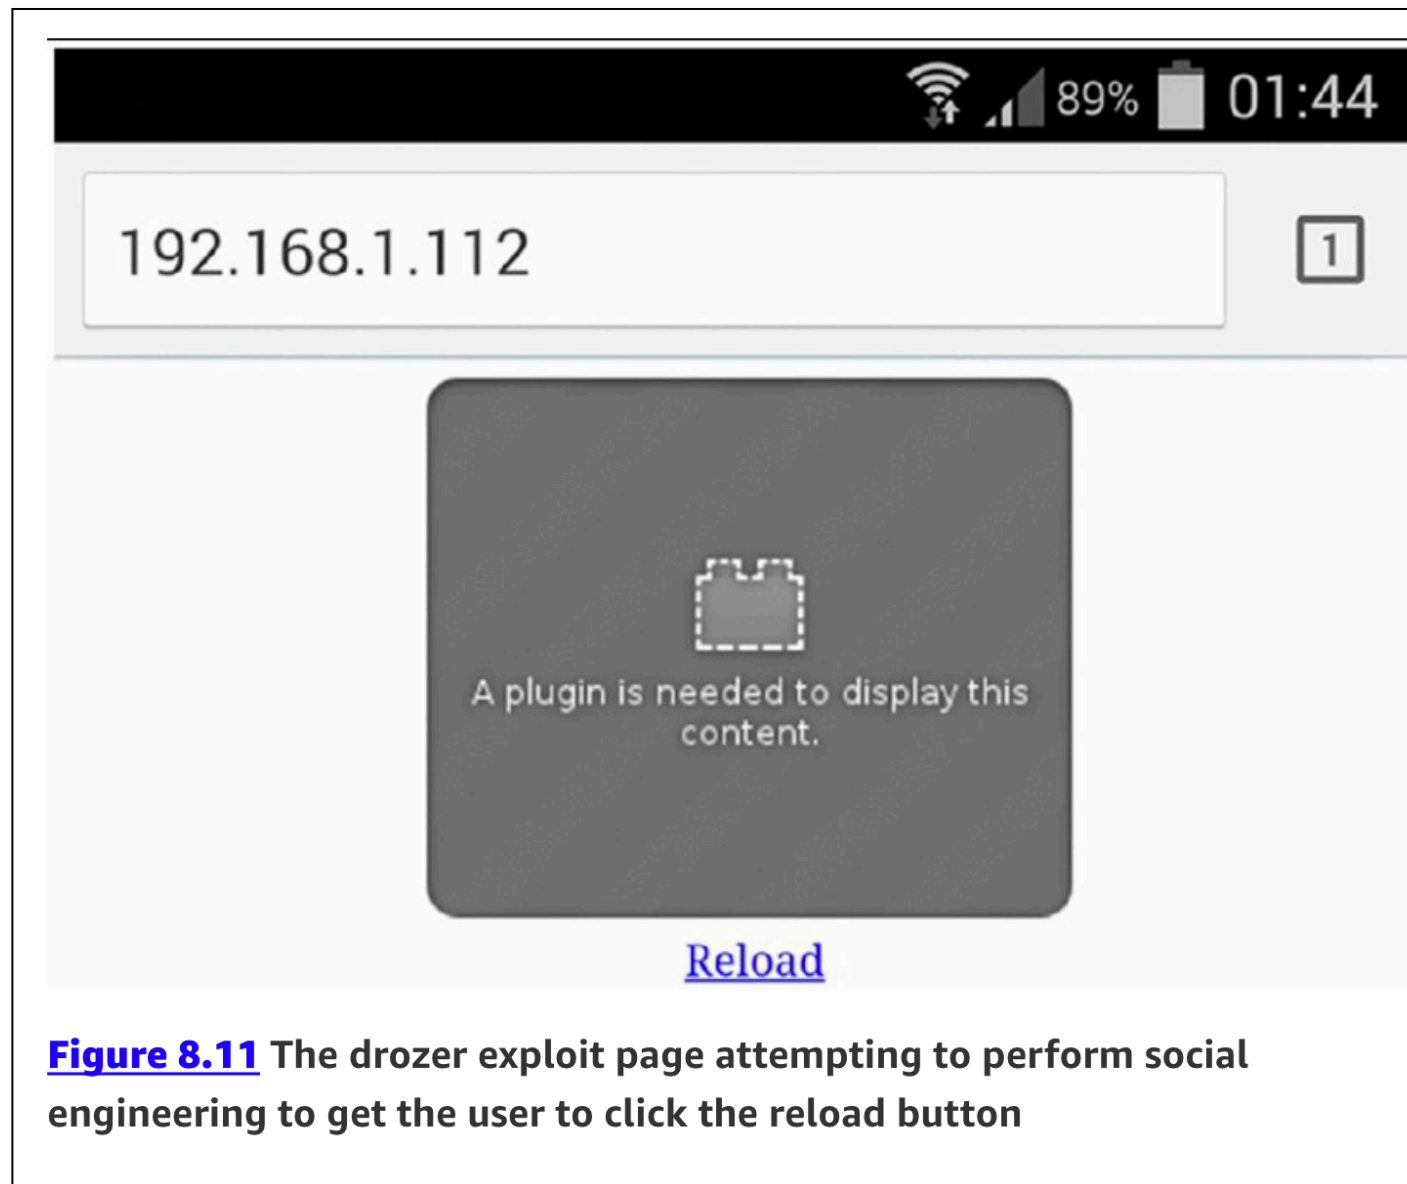 89% 01:44
192.168.1.112 1
A plugin is needed to display this
content.
Reload
Figure 8.11 The drozer exploit page attempting to perform social
engineering to get the user to click the reload button